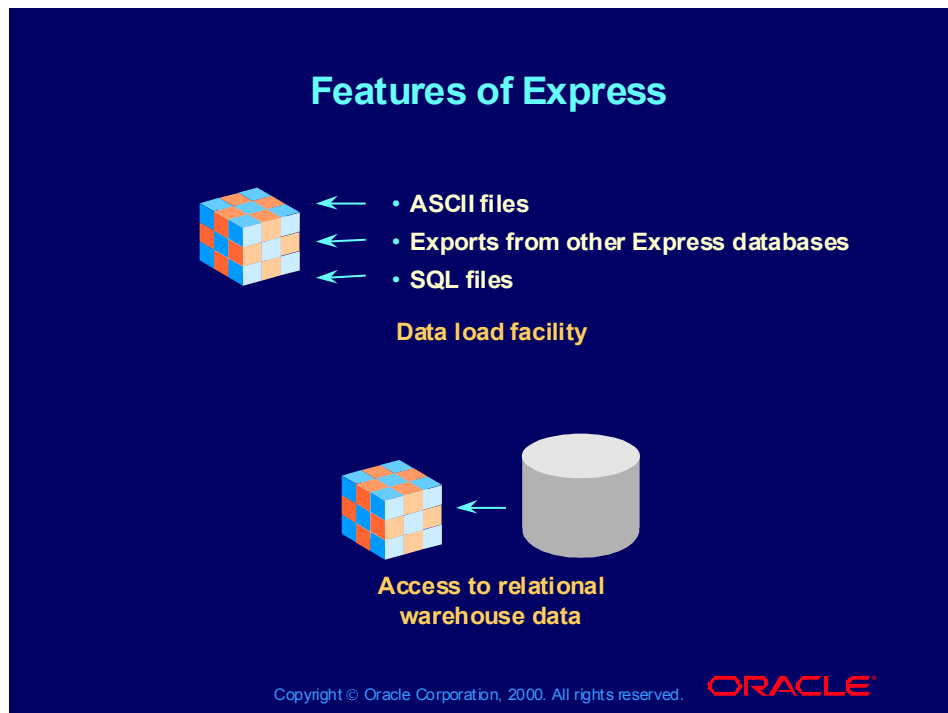 Features of Express
• ASCII files
• Exports from other Express databases
• SQL files
Data load facility
Access to relational
warehouse data
Copyright © Oracle Corporation, 2000. All rights reserved.
ORACLE®